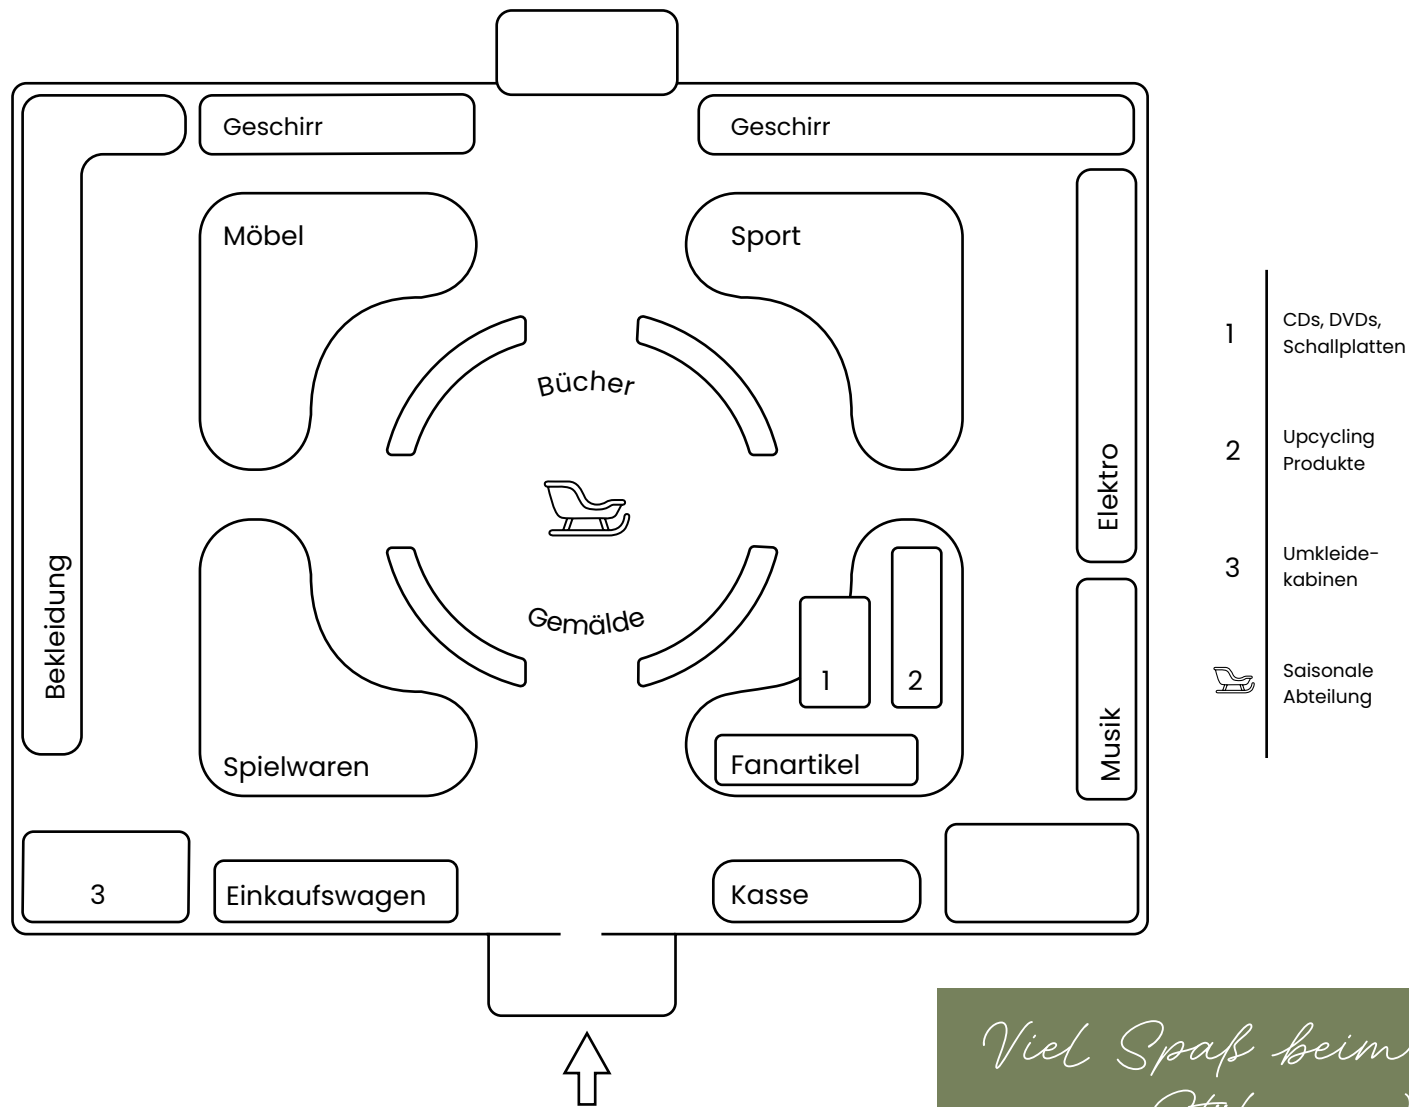 Geschirr
Geschirr
Möbel
Sport
Bücher
Elektro
Bekleidung
Gemälde
1
2
Musik
Spielwaren
Fanartikel
3
Einkaufswagen
Kasse
1
CDs, DVDs,
Schallplatten
2
Upcycling
Produkte
3
Umkleide-
kabinen
Saisonale
Abteilung
Viel Spaß beim